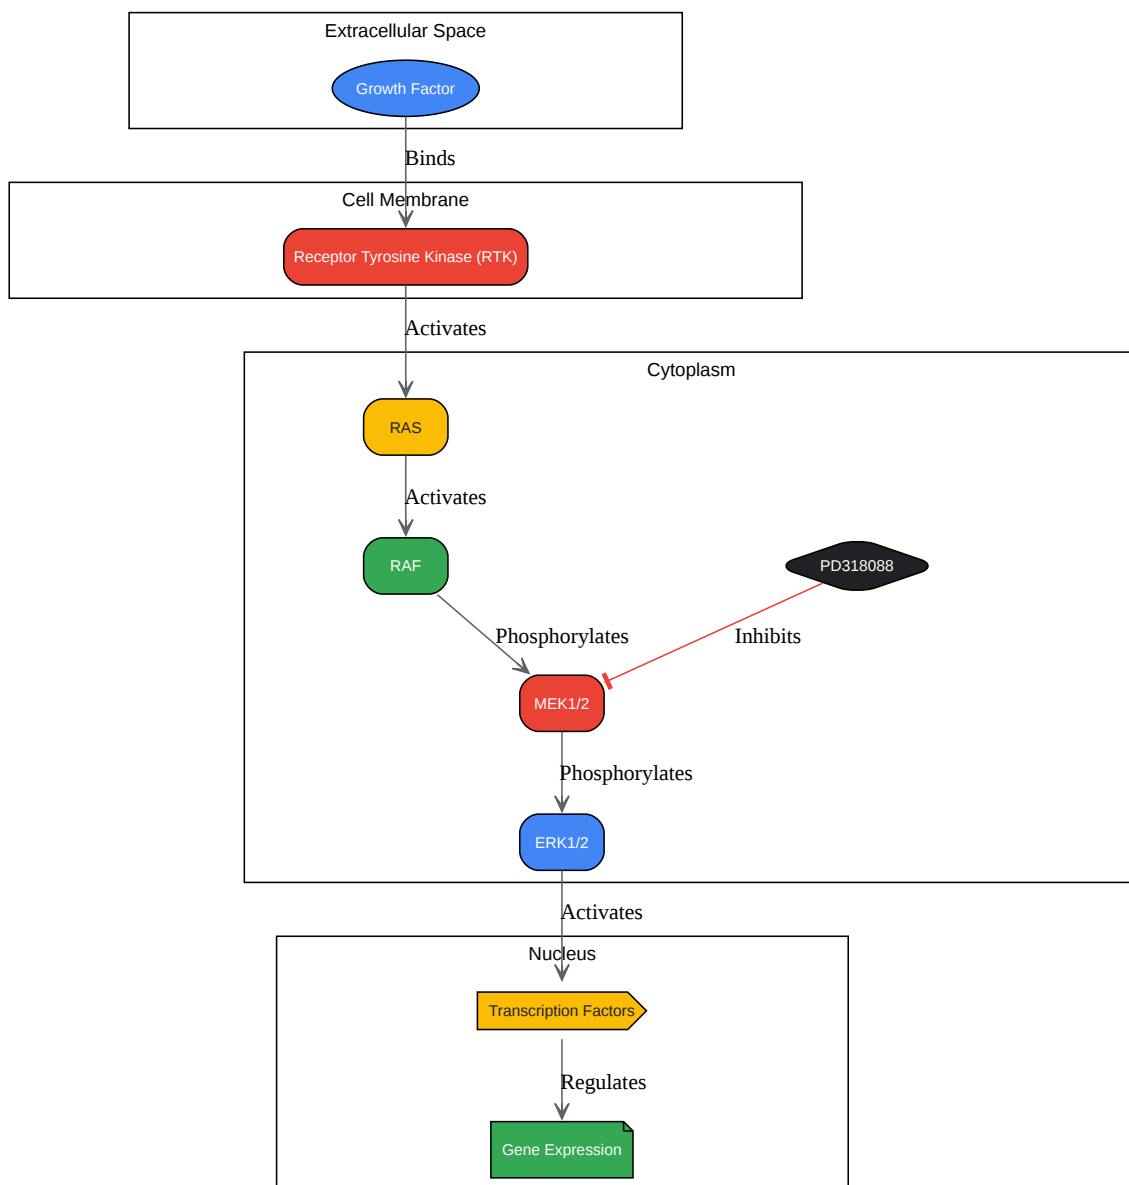 Extracellular Space
Growth Factor
Binds
Cell Membrane
Receptor Tyrosine Kinase (RTK)
Activates
Cytoplasm
RAS
Activates
RAF
PD318088
Phosphorylates
Inhibits
MEK1/2
Phosphorylates
ERK1/2
Activates
Nucleus
Transcription Factors
Regulates
Gene Expression